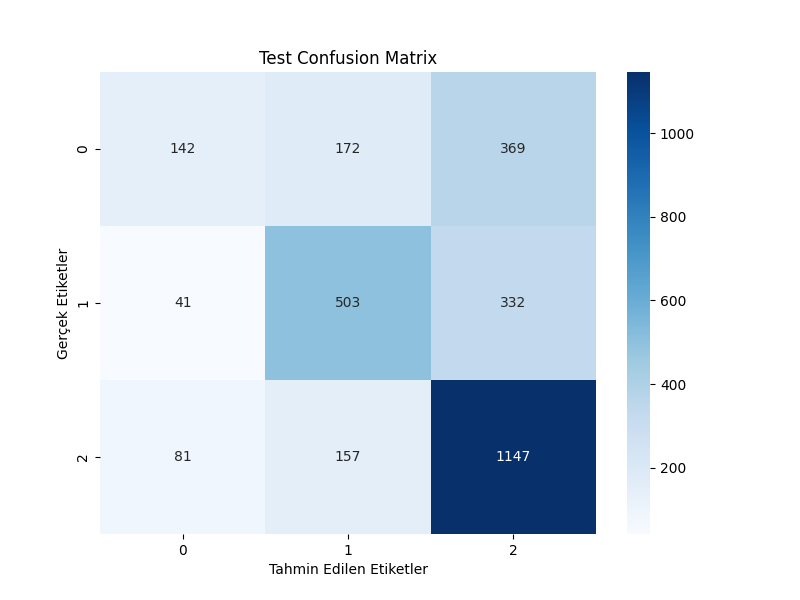 Test Confusion Matrix
Gerçek Etiketler
0
142 172 369
1
41 503 332
2
81 157 1147
0 1 2
Tahmin Edilen Etiketler
1000
800
600
400
200